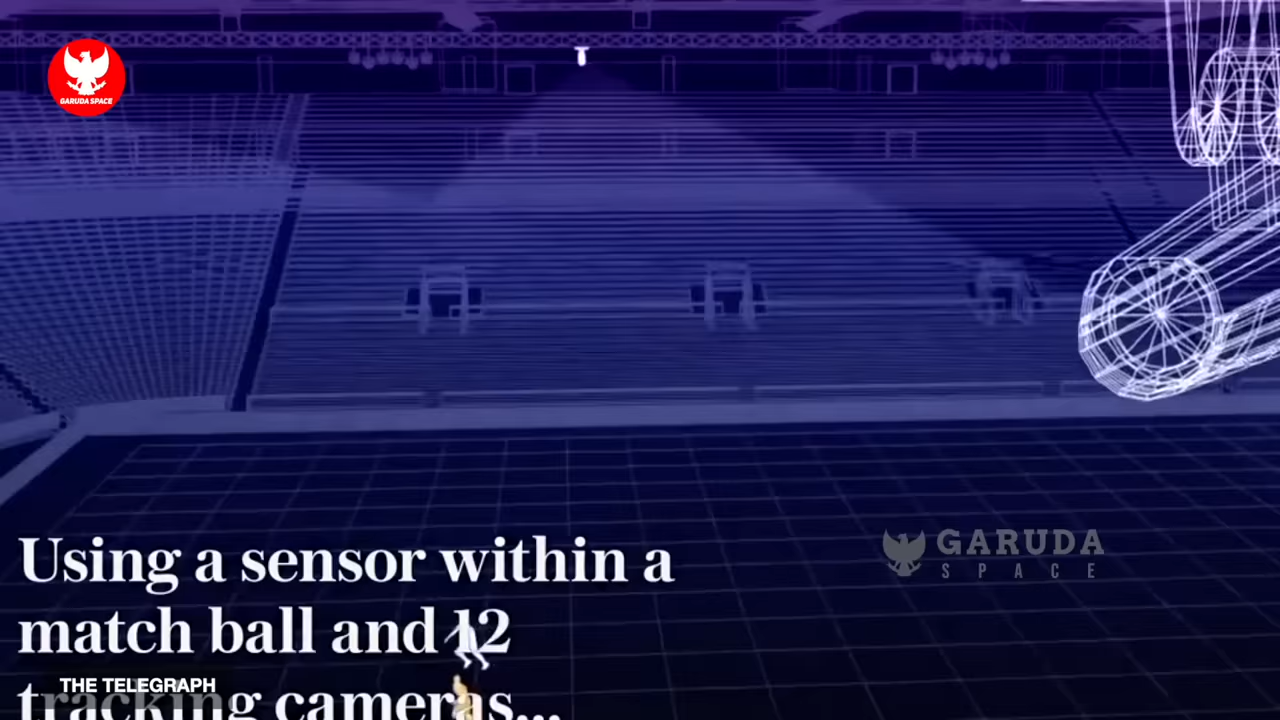 GARUDA SPACE
Using a sensor within a
match ball and 12
tracking cameras...
THE TELEGRAPH
GARUDA
SPACE